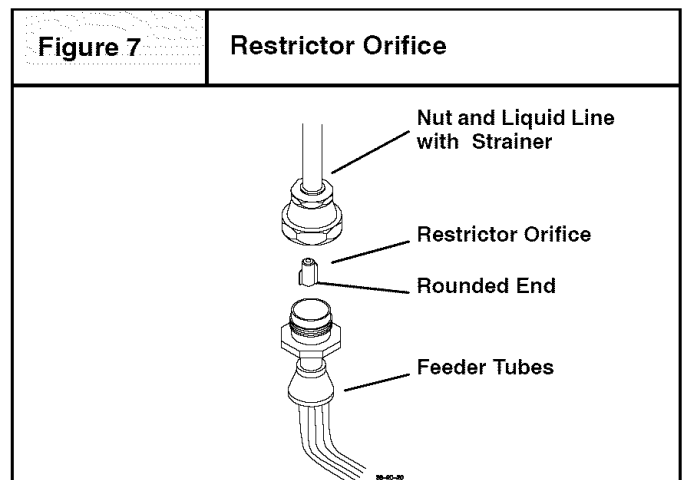 Figure 7
Restrictor Orifice
Nut and Liquid Line
with Strainer
Restrictor Orifice
Rounded End
Feeder Tubes